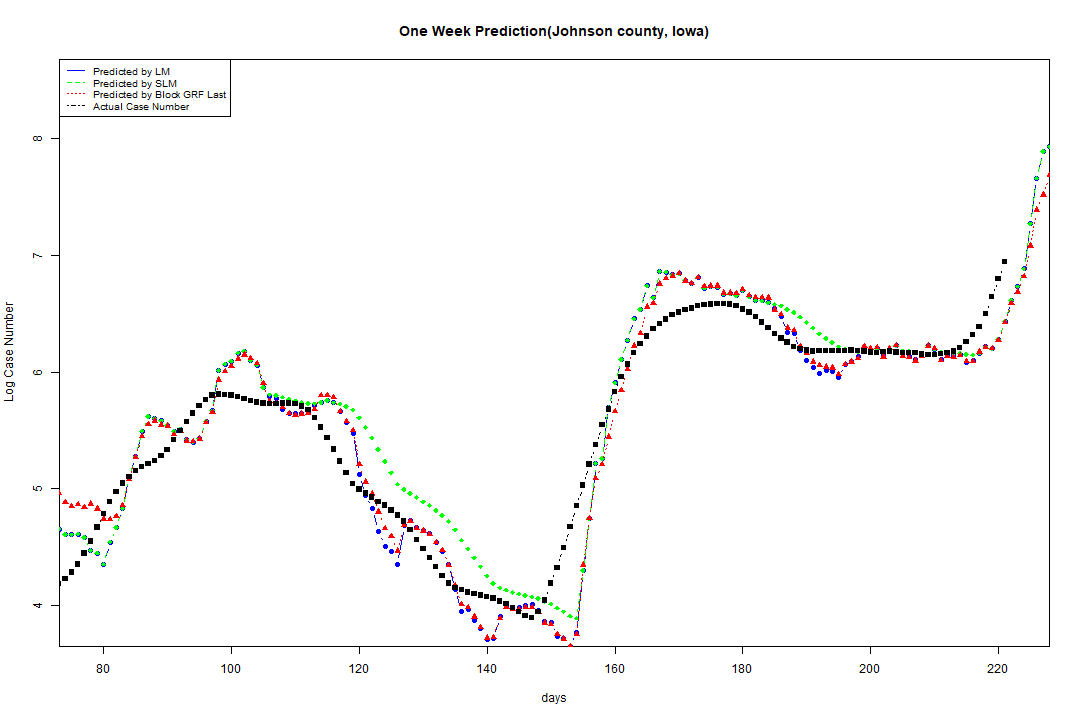 One Week Prediction(Johnson county, Iowa)
Predicted by LM
Predicted by SLM
Predicted by Block GRF Last
Actual Case Number
8
7
6
5
4
Log Case Number
80 100 120 140 160 180 200 220
days